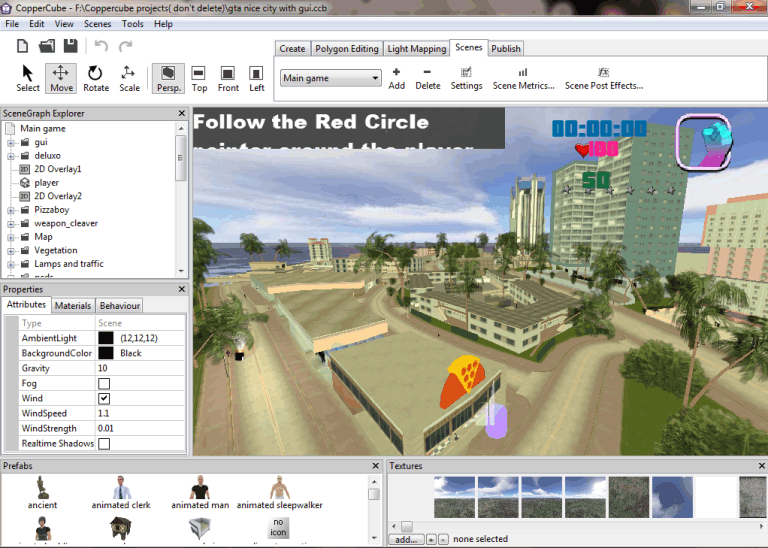 CopperCube - F:\Coppercube projects( don't delete)\gta nice city with gui.ccb
File Edit View Scenes Tools Help
Create Polygon Editing Light Mapping Scenes Publish
Main game
Select Move Rotate Scale Persp. Top Front Left
Add Delete Settings Scene Metrics... Scene Post Effects...
SceneGraph Explorer
Main game
gui
deluxo
2D Overlay1
player
2D Overlay2
Pizzaboy
weapon_cleaver
Map
Vegetation
Lamps and traffic
Follow the Red Circle
pointer around the player
00:00:00
100
50
Properties
Attributes Materials Behaviour
Type Scene
AmbientLight (12,12,12)
BackgroundColor Black
Gravity 10
Fog
Wind
WindSpeed 1.1
WindStrength 0.01
Realtime Shadows
Prefabs
ancient animated clerk animated man animated sleepwalker
no
icon
Textures
add... + - none selected